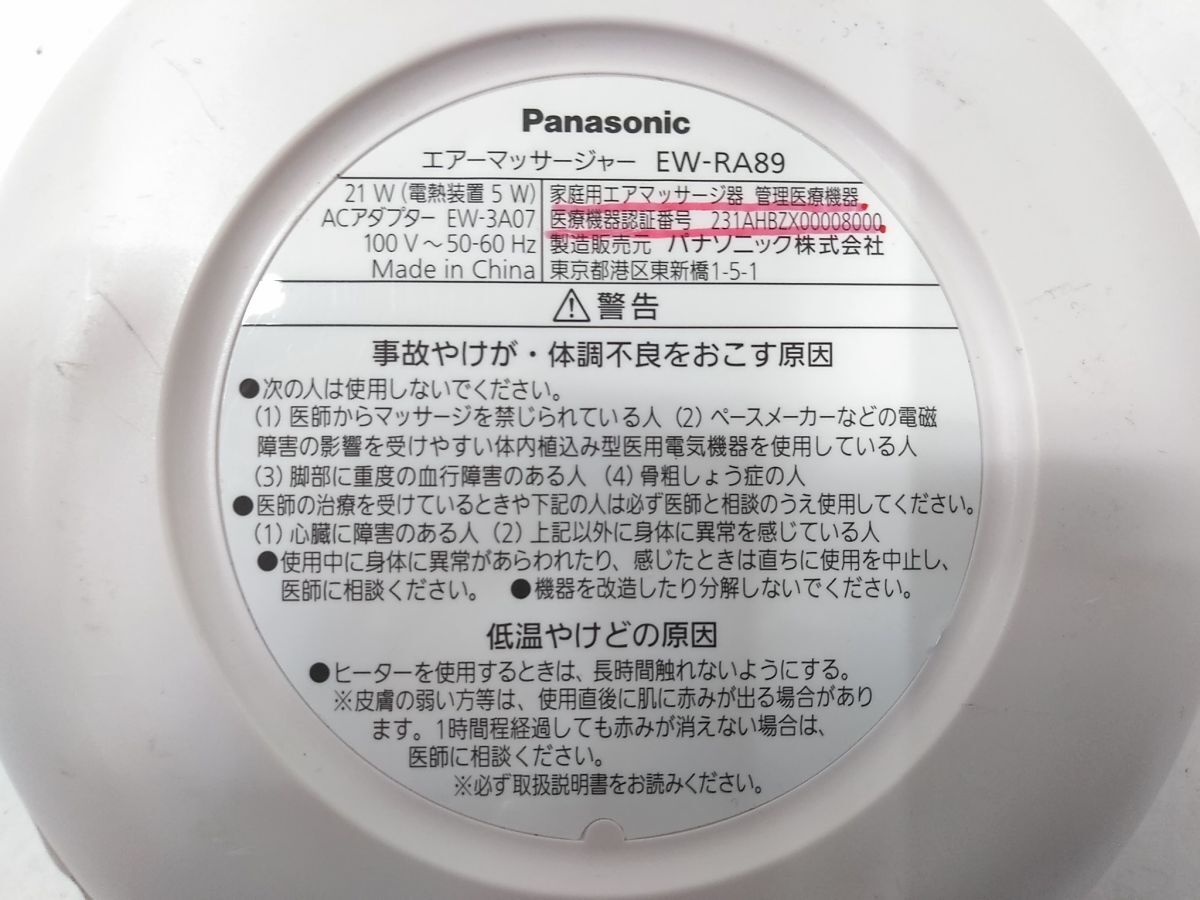 Panasonic
エアーマッサージャー EW-RA89
21 W (電熱装置 5 W)
ACアダプター EW-3A07
100 V～50-60 Hz
Made in China
家庭用エアマッサージ器 管理医療機器
医療機器認証番号 231AHBZX00008000
製造販売元 パナソニック株式会社
東京都港区東新橋1-5-1
⚠警告
事故やけが・体調不良をおこす原因
●次の人は使用しないでください。
(1) 医師からマッサージを禁じられている人 (2) ペースメーカーなどの電磁
障害の影響を受けやすい体内植込み型医用電気機器を使用している人
(3) 脚部に重度の血行障害のある人 (4) 骨粗しょう症の人
●医師の治療を受けているときや下記の人は必ず医師と相談のうえ使用してください。
(1) 心臓に障害のある人 (2) 上記以外に身体に異常を感じている人
●使用中に身体に異常があらわれたり、感じたときは直ちに使用を中止し、
医師に相談ください。 ●機器を改造したり分解しないでください。
低温やけどの原因
●ヒーターを使用するときは、長時間触れないようにする。
※皮膚の弱い方等は、使用直後に肌に赤みが出る場合があり
ます。1時間程経過しても赤みが消えない場合は、
医師に相談ください。
※必ず取扱説明書をお読みください。